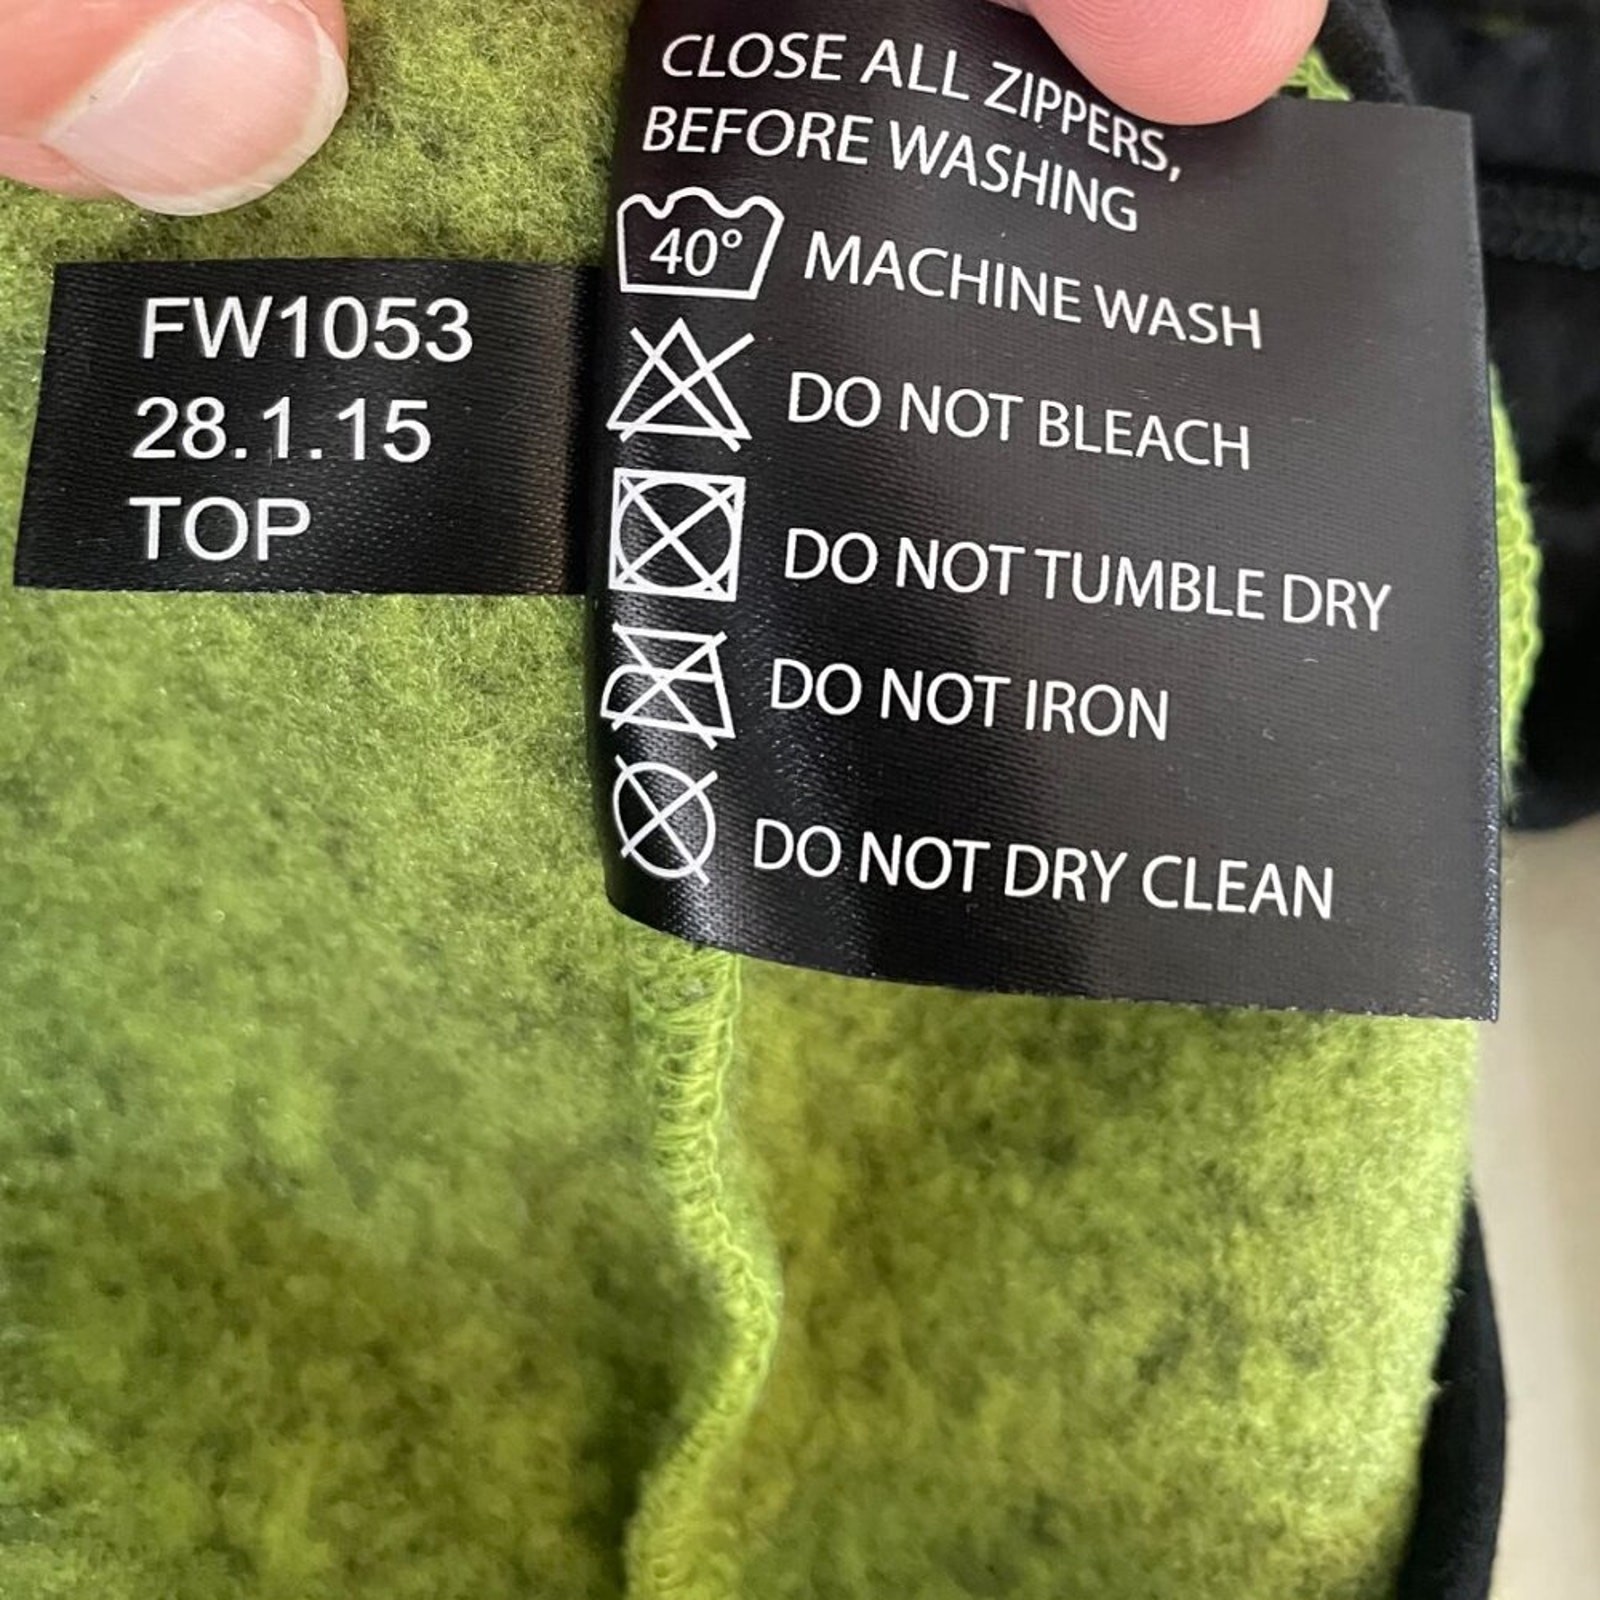 CLOSE ALL ZIPPERS,
BEFORE WASHING
40° MACHINE WASH
DO NOT BLEACH
DO NOT TUMBLE DRY
DO NOT IRON
DO NOT DRY CLEAN
FW1053
28.1.15
TOP